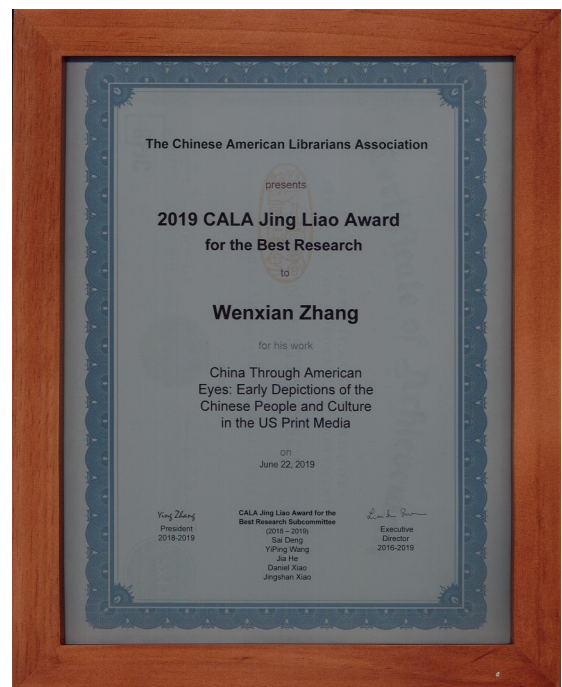 The Chinese American Librarians Association
presents
2019 CALA Jing Liao Award
for the Best Research
to
Wenxian Zhang
for his work
China Through American
Eyes: Early Depictions of the
Chinese People and Culture
in the US Print Media
on
June 22, 2019
Ying Zhang
President
2018-2019
CALA Jing Liao Award for the
Best Research Subcommittee
(2018 – 2019)
Sai Deng
YiPing Wang
Jia He
Daniel Xiao
Jingshan Xiao
Executive
Director
2016-2019